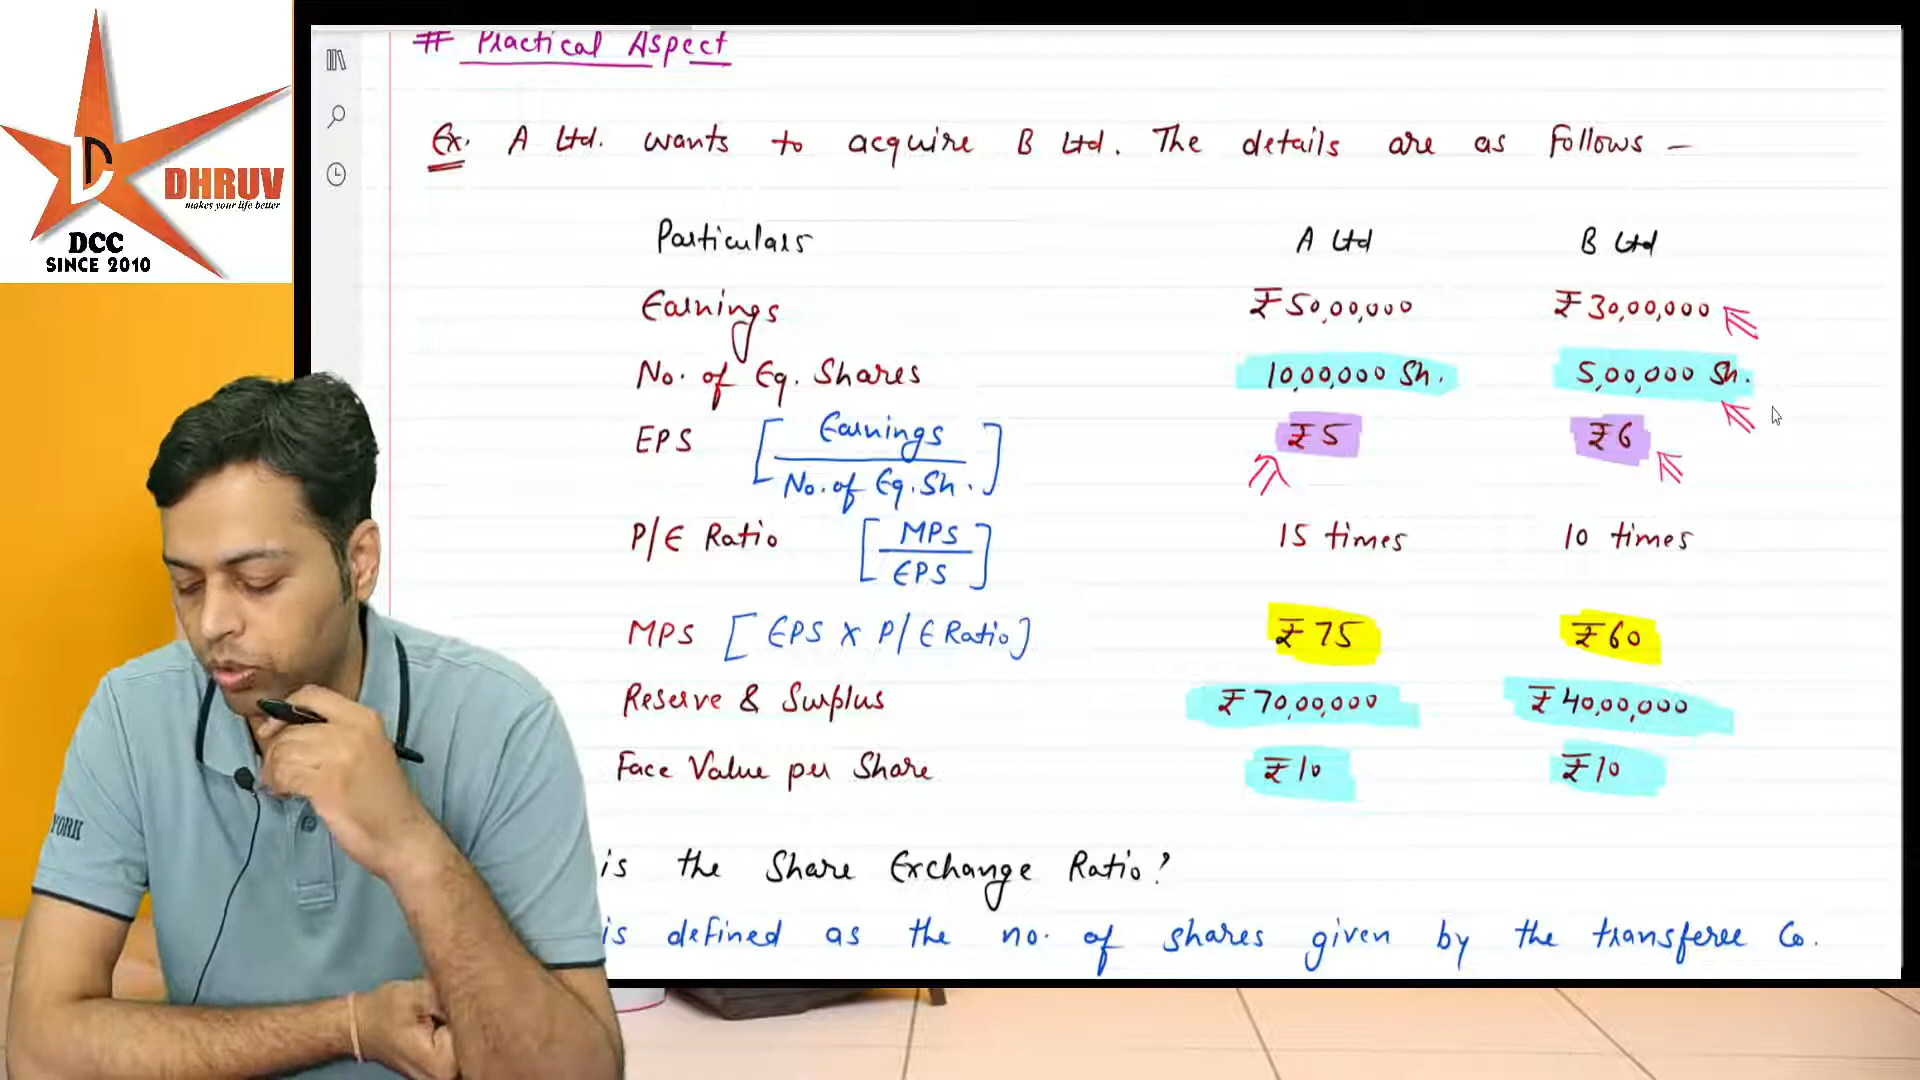 # Practical Aspect
Ex. A Ltd. wants to acquire B Ltd. The details are as follows –
Particulars A Ltd B Ltd
Earnings ₹50,00,000 ₹30,00,000
No. of Eq. Shares 10,00,000 Sh. 5,00,000 Sh.
EPS [Earnings / No. of Eq. Sh.] ₹5 ₹6
P/E Ratio [MPS / EPS] 15 times 10 times
MPS [EPS x P/E Ratio] ₹75 ₹60
Reserve & Surplus ₹70,00,000 ₹40,00,000
Face Value per Share ₹10 ₹10
is the Share Exchange Ratio?
is defined as the no. of shares given by the transferee Co.
D
DHRUV
makes your life better
DCC
SINCE 2010
YORK